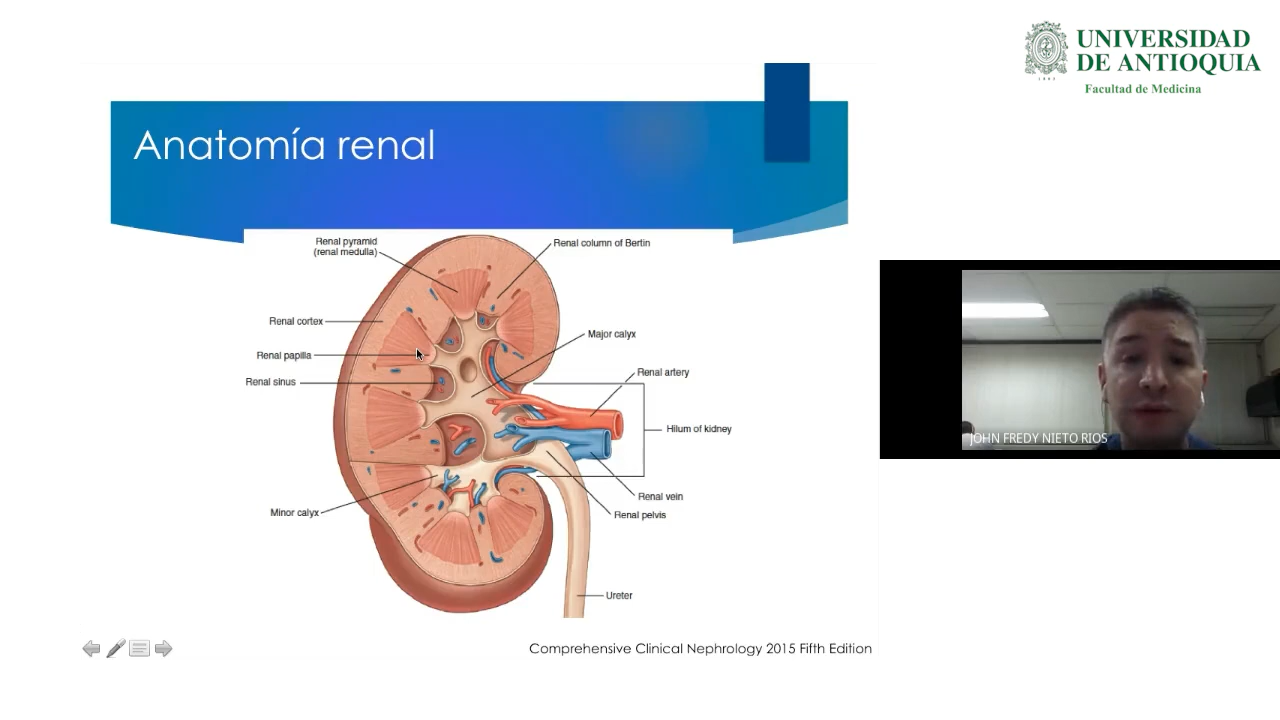 UNIVERSIDAD
DE ANTIOQUIA
1803
Facultad de Medicina
Anatomía renal
Renal pyramid
(renal medulla)
Renal column of Bertin
Renal cortex
Major calyx
Renal papilla
Renal artery
Renal sinus
Hilum of kidney
Renal vein
Minor calyx
Renal pelvis
Ureter
JOHN FREDY NIETO RIOS
Comprehensive Clinical Nephrology 2015 Fifth Edition